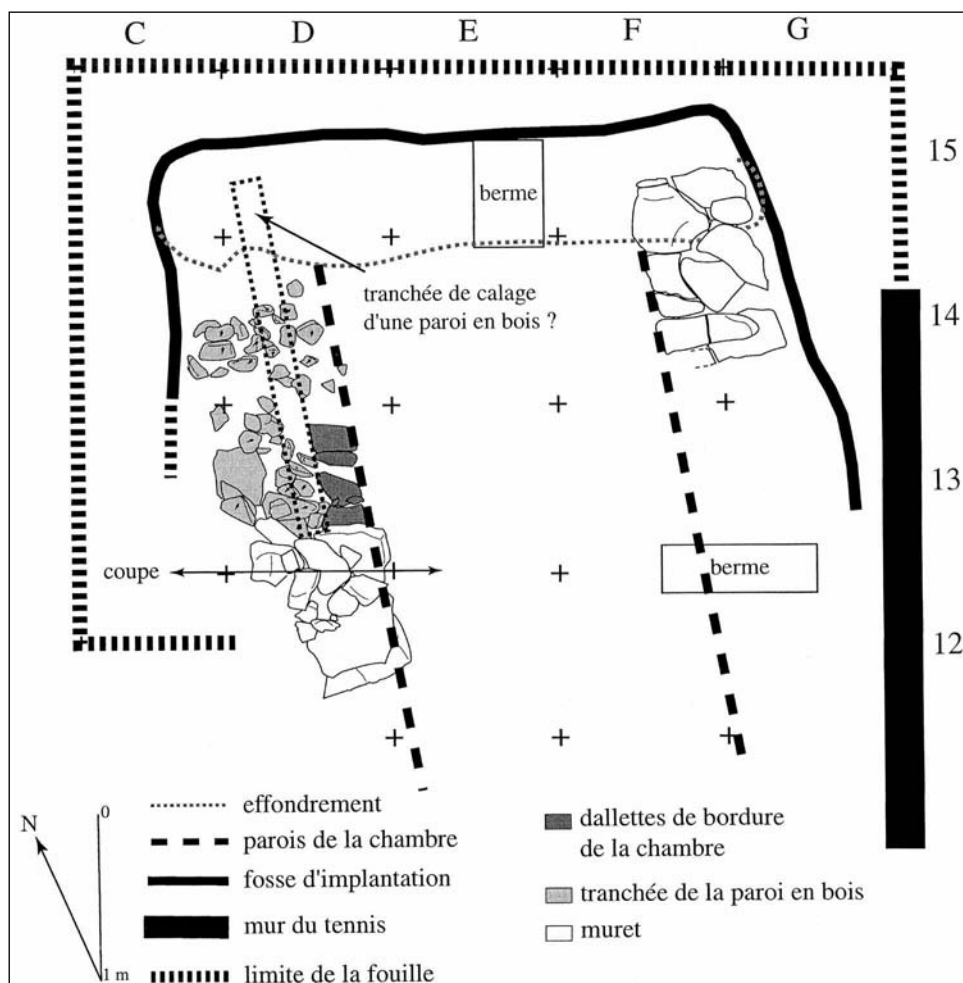 C D E F G
15
berme
tranchée de calage
d'une paroi en bois ?
14
13
coupe
berme
12
0
N
1 m
effondrement
parois de la chambre
fosse d'implantation
mur du tennis
limite de la fouille
dallettes de bordure
de la chambre
tranchée de la paroi en bois
muret